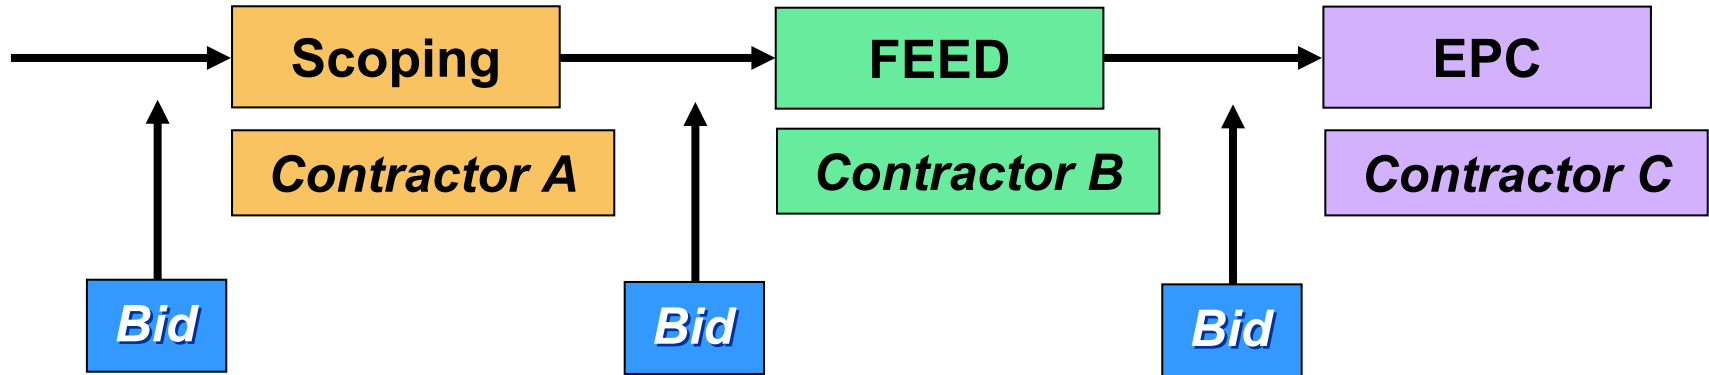 Scoping
FEED
EPC
Contractor A
Contractor B
Contractor C
Bid
Bid
Bid